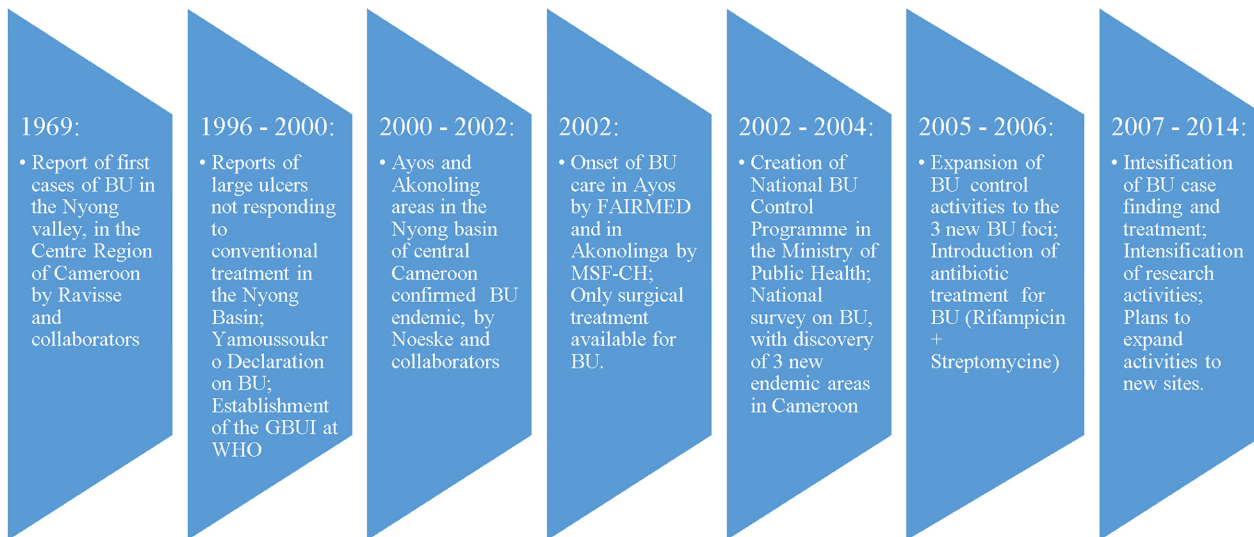 1969:
• Report of first
cases of BU in
the Nyong
valley, in the
Centre Region
of Cameroon
by Ravisse
and
collaborators
1996 - 2000:
• Reports of
large ulcers
not responding
to
conventional
treatment in
the Nyong
Basin;
Yamoussoukr
o Declaration
on BU;
Establishment
of the GBUI at
WHO
2000 - 2002:
• Ayos and
Akonoling
areas in the
Nyong basin
of central
Cameroon
confirmed BU
endemic, by
Noeske and
collaborators
2002:
• Onset of BU
care in Ayos
by FAIRMED
and in
Akonolinga by
MSF-CH;
Only surgical
treatment
available for
BU.
2002 - 2004:
• Creation of
National BU
Control
Programme in
the Ministry of
Public Health;
National
survey on BU,
with discovery
of 3 new
endemic areas
in Cameroon
2005 - 2006:
• Expansion of
BU control
activities to the
3 new BU foci;
Introduction of
antibiotic
treatment for
BU (Rifampicin
+
Streptomycine)
2007 - 2014:
• Intesification
of BU case
finding and
treatment;
Intensification
of research
activities;
Plans to
expand
activities to
new sites.